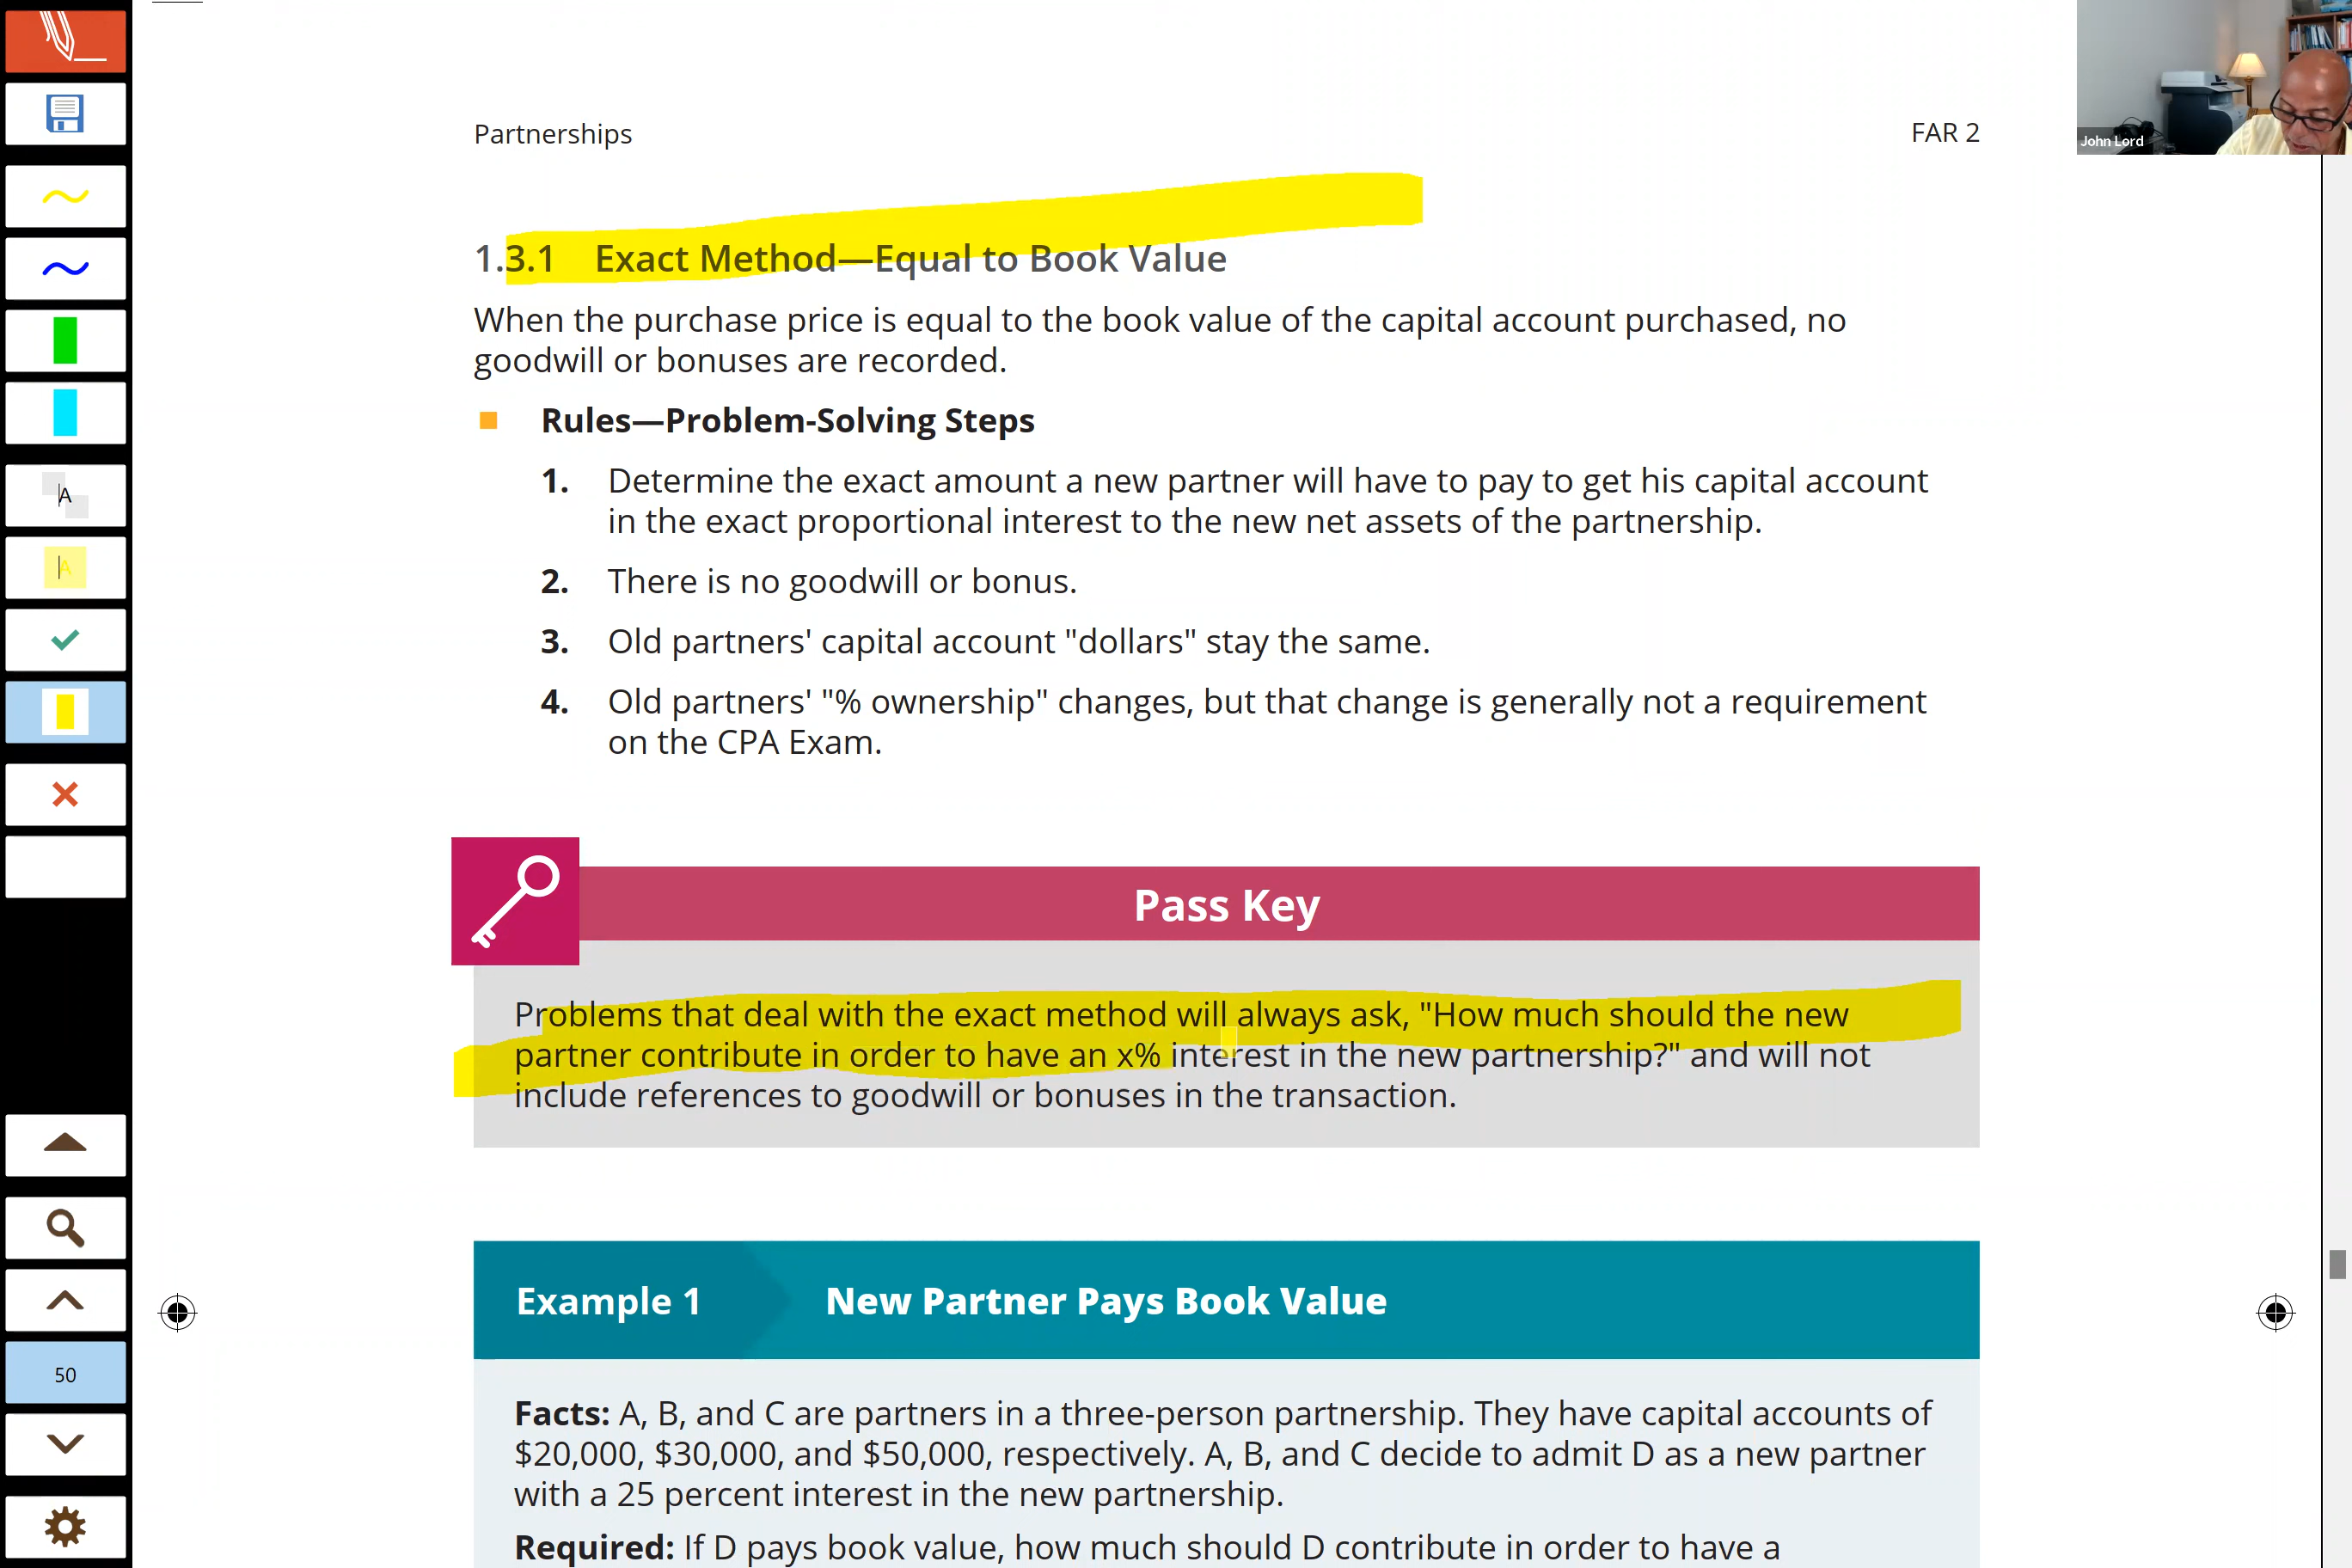 Partnerships
FAR 2
John Lord
1.3.1 Exact Method—Equal to Book Value
When the purchase price is equal to the book value of the capital account purchased, no
goodwill or bonuses are recorded.
Rules—Problem-Solving Steps
1. Determine the exact amount a new partner will have to pay to get his capital account
in the exact proportional interest to the new net assets of the partnership.
2. There is no goodwill or bonus.
3. Old partners' capital account "dollars" stay the same.
4. Old partners' "% ownership" changes, but that change is generally not a requirement
on the CPA Exam.
Pass Key
Problems that deal with the exact method will always ask, "How much should the new
partner contribute in order to have an x% interest in the new partnership?" and will not
include references to goodwill or bonuses in the transaction.
Example 1 New Partner Pays Book Value
Facts: A, B, and C are partners in a three-person partnership. They have capital accounts of
$20,000, $30,000, and $50,000, respectively. A, B, and C decide to admit D as a new partner
with a 25 percent interest in the new partnership.
Required: If D pays book value, how much should D contribute in order to have a
A
A
50